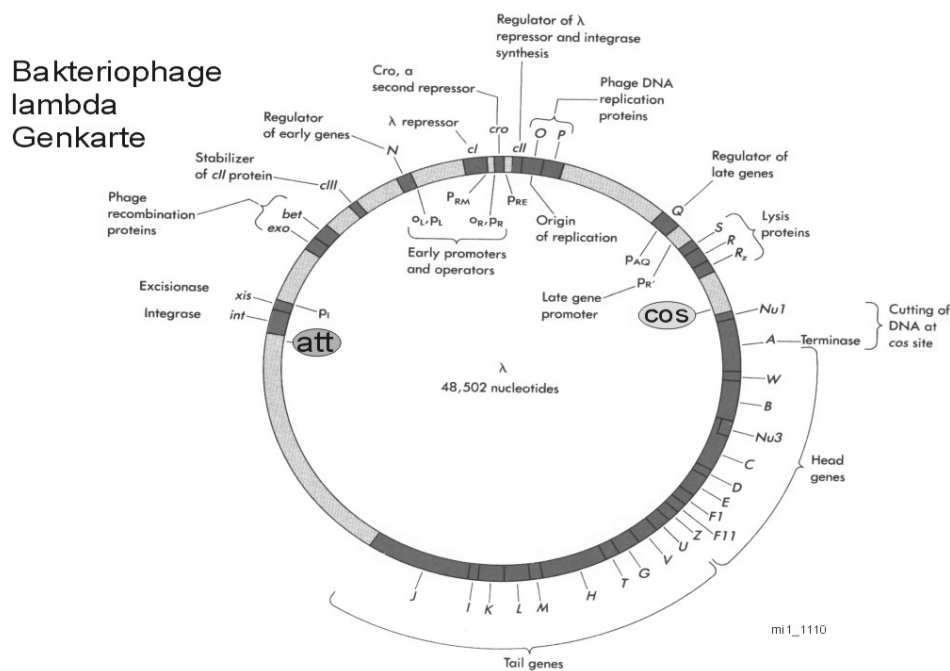 Bakteriophage
lambda
Genkarte
Regulator of λ
repressor and integrase
synthesis
Cro, a
second repressor
Phage DNA
replication
proteins
Regulator
of early genes
λ repressor
cro
cI
cII
O
P
N
Stabilizer
of cII protein
cIII
Phage
recombination
proteins
bet
exo
Regulator of
late genes
Q
S
R
Rz
Lysis
proteins
PRM
PRE
oL, pL
oR, pR
Early promoters
and operators
Origin
of replication
PAQ
PR'
Late gene
promoter
cos
Excisionase
xis
Integrase
int
PI
att
λ
48,502 nucleotides
Nu1
A
Terminase
Cutting of
DNA at
cos site
W
B
Nu3
C
D
E
F1
F11
Z
U
V
G
T
H
M
L
K
I
J
Head
genes
Tail genes
mi1_1110